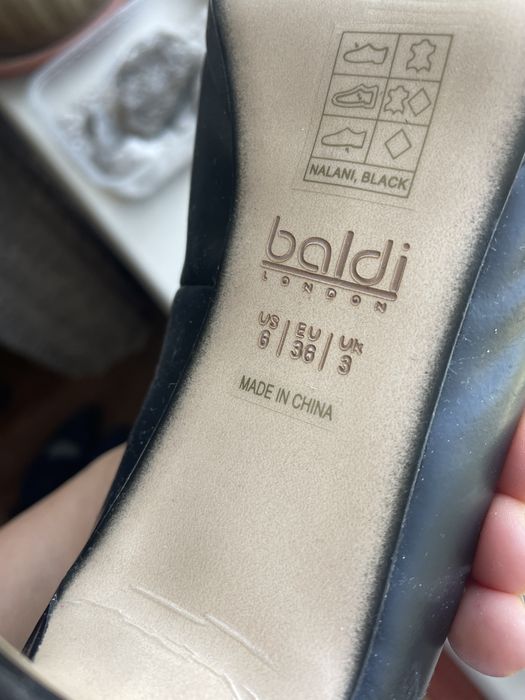 NALANI, BLACK
baldi
LONDON
US | EU | UK
6 | 36 | 3
MADE IN CHINA